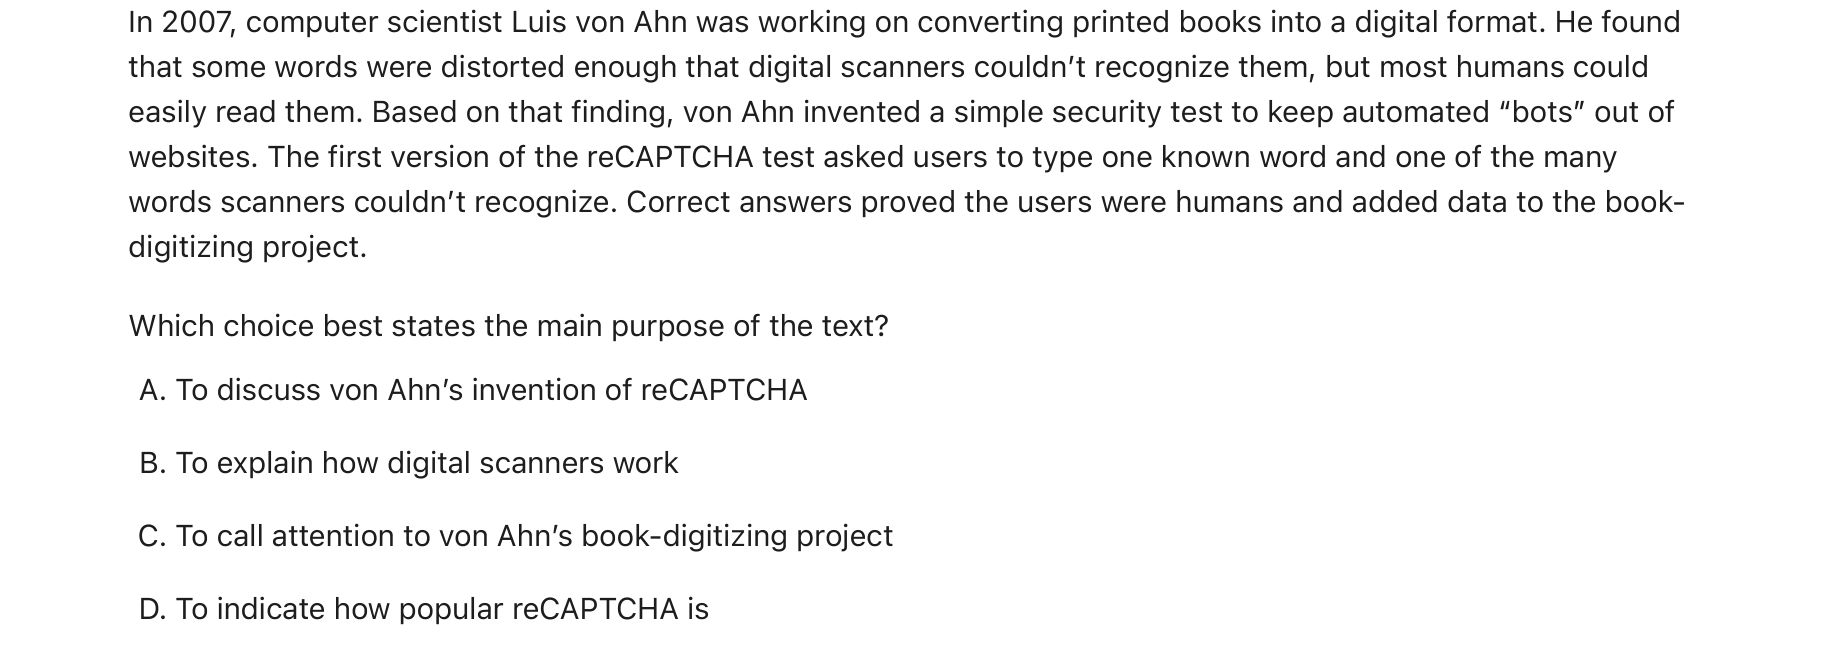 In 2007, computer scientist Luis von Ahn was working on converting printed books into a digital format. He found
that some words were distorted enough that digital scanners couldn’t recognize them, but most humans could
easily read them. Based on that finding, von Ahn invented a simple security test to keep automated “bots” out of
websites. The first version of the reCAPTCHA test asked users to type one known word and one of the many
words scanners couldn’t recognize. Correct answers proved the users were humans and added data to the book-
digitizing project.
Which choice best states the main purpose of the text?
A. To discuss von Ahn’s invention of reCAPTCHA
B. To explain how digital scanners work
C. To call attention to von Ahn’s book-digitizing project
D. To indicate how popular reCAPTCHA is